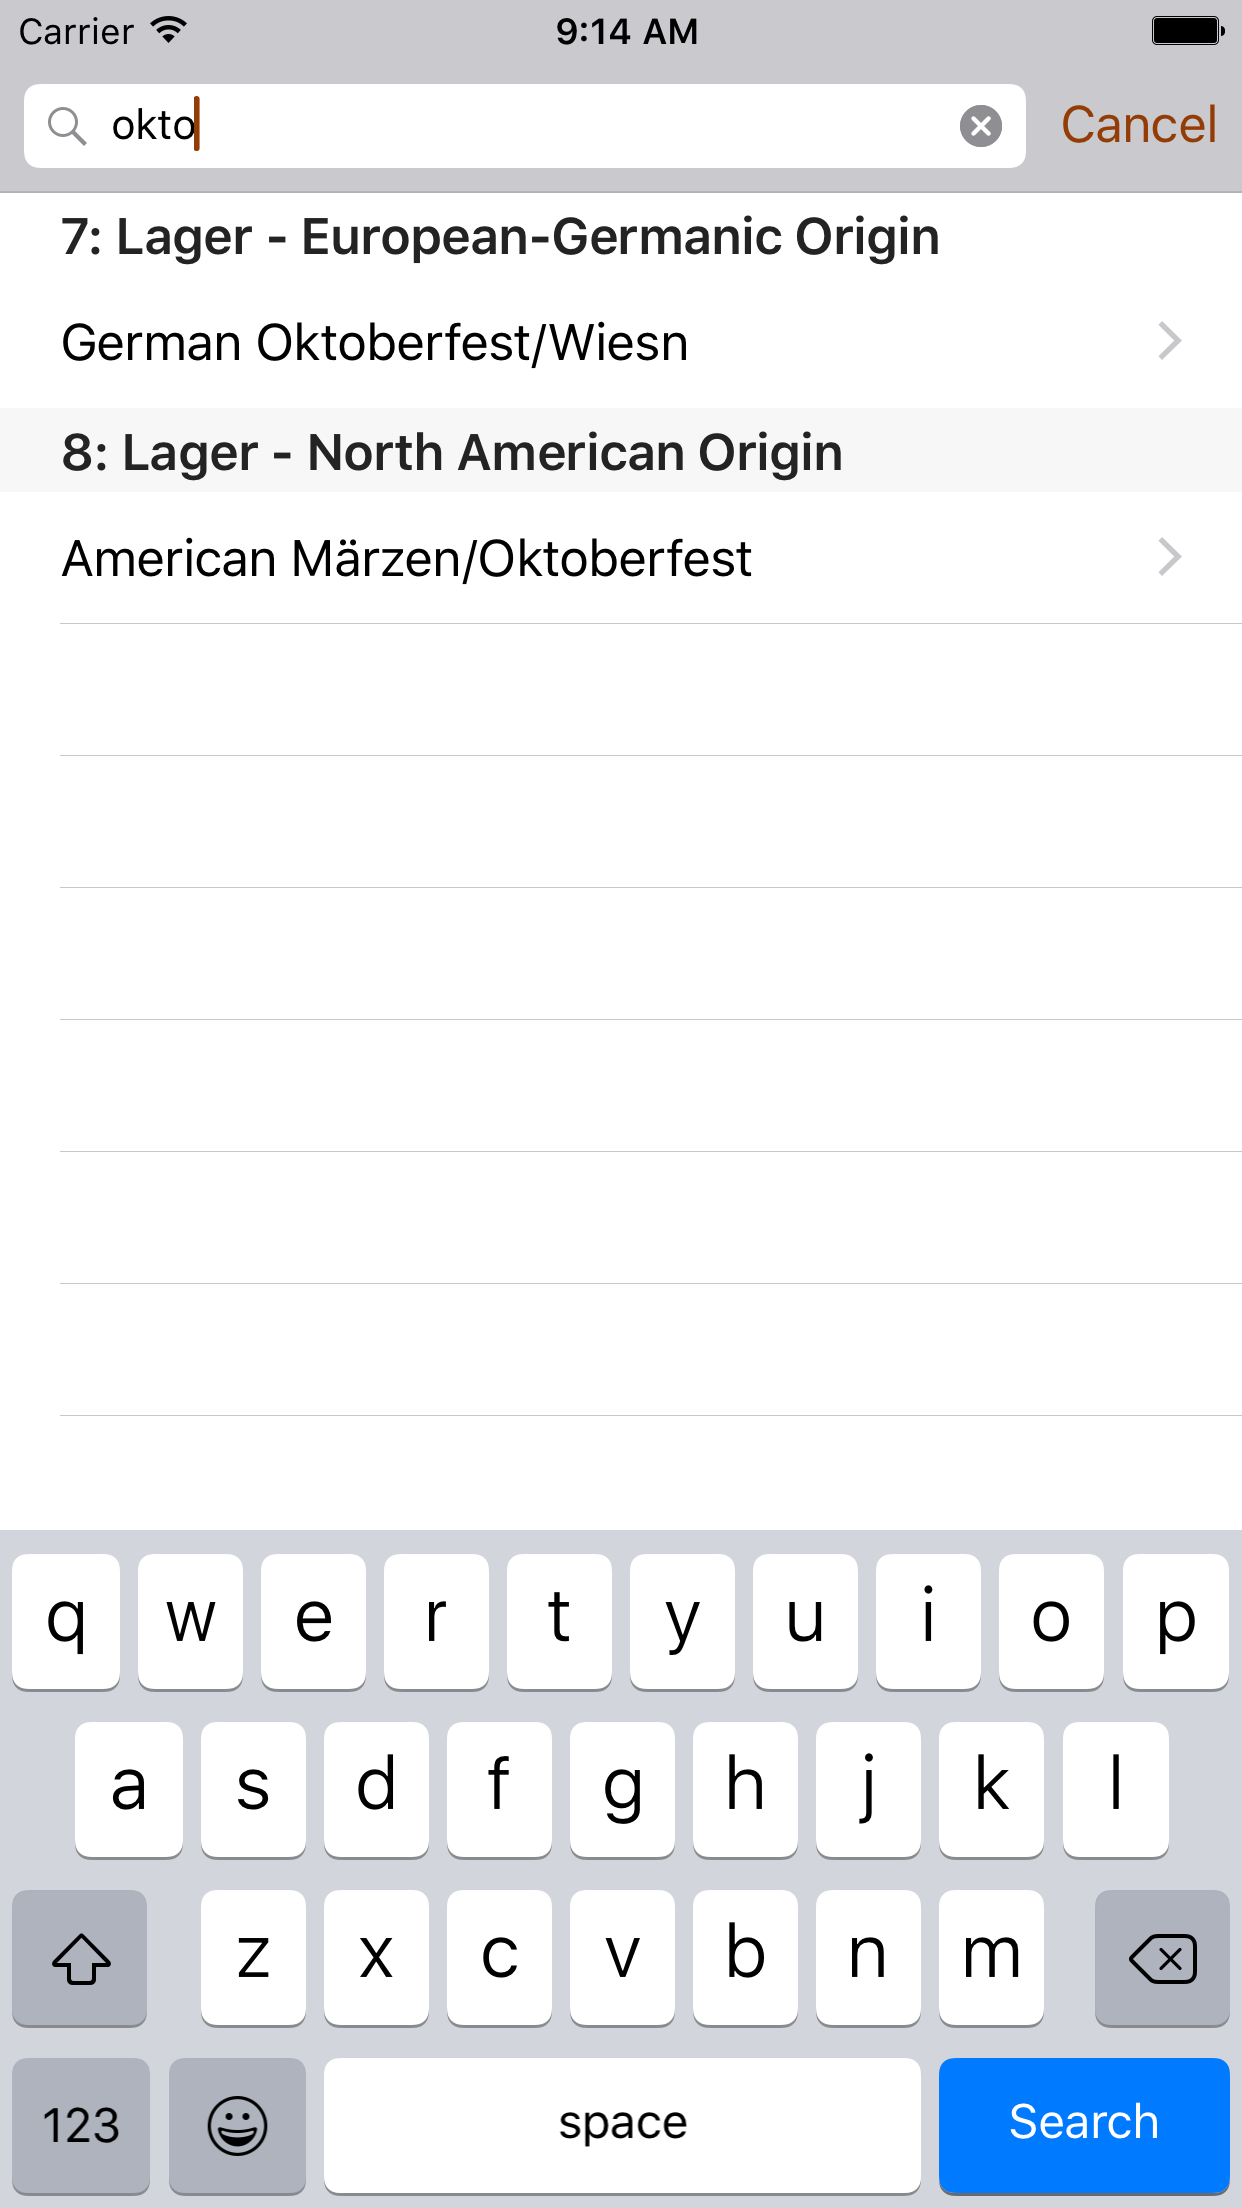 Carrier 9:14 AM
okto Cancel
7: Lager - European-Germanic Origin
German Oktoberfest/Wiesn
8: Lager - North American Origin
American Märzen/Oktoberfest
q w e r t y u i o p
a s d f g h j k l
z x c v b n m
123 space Search